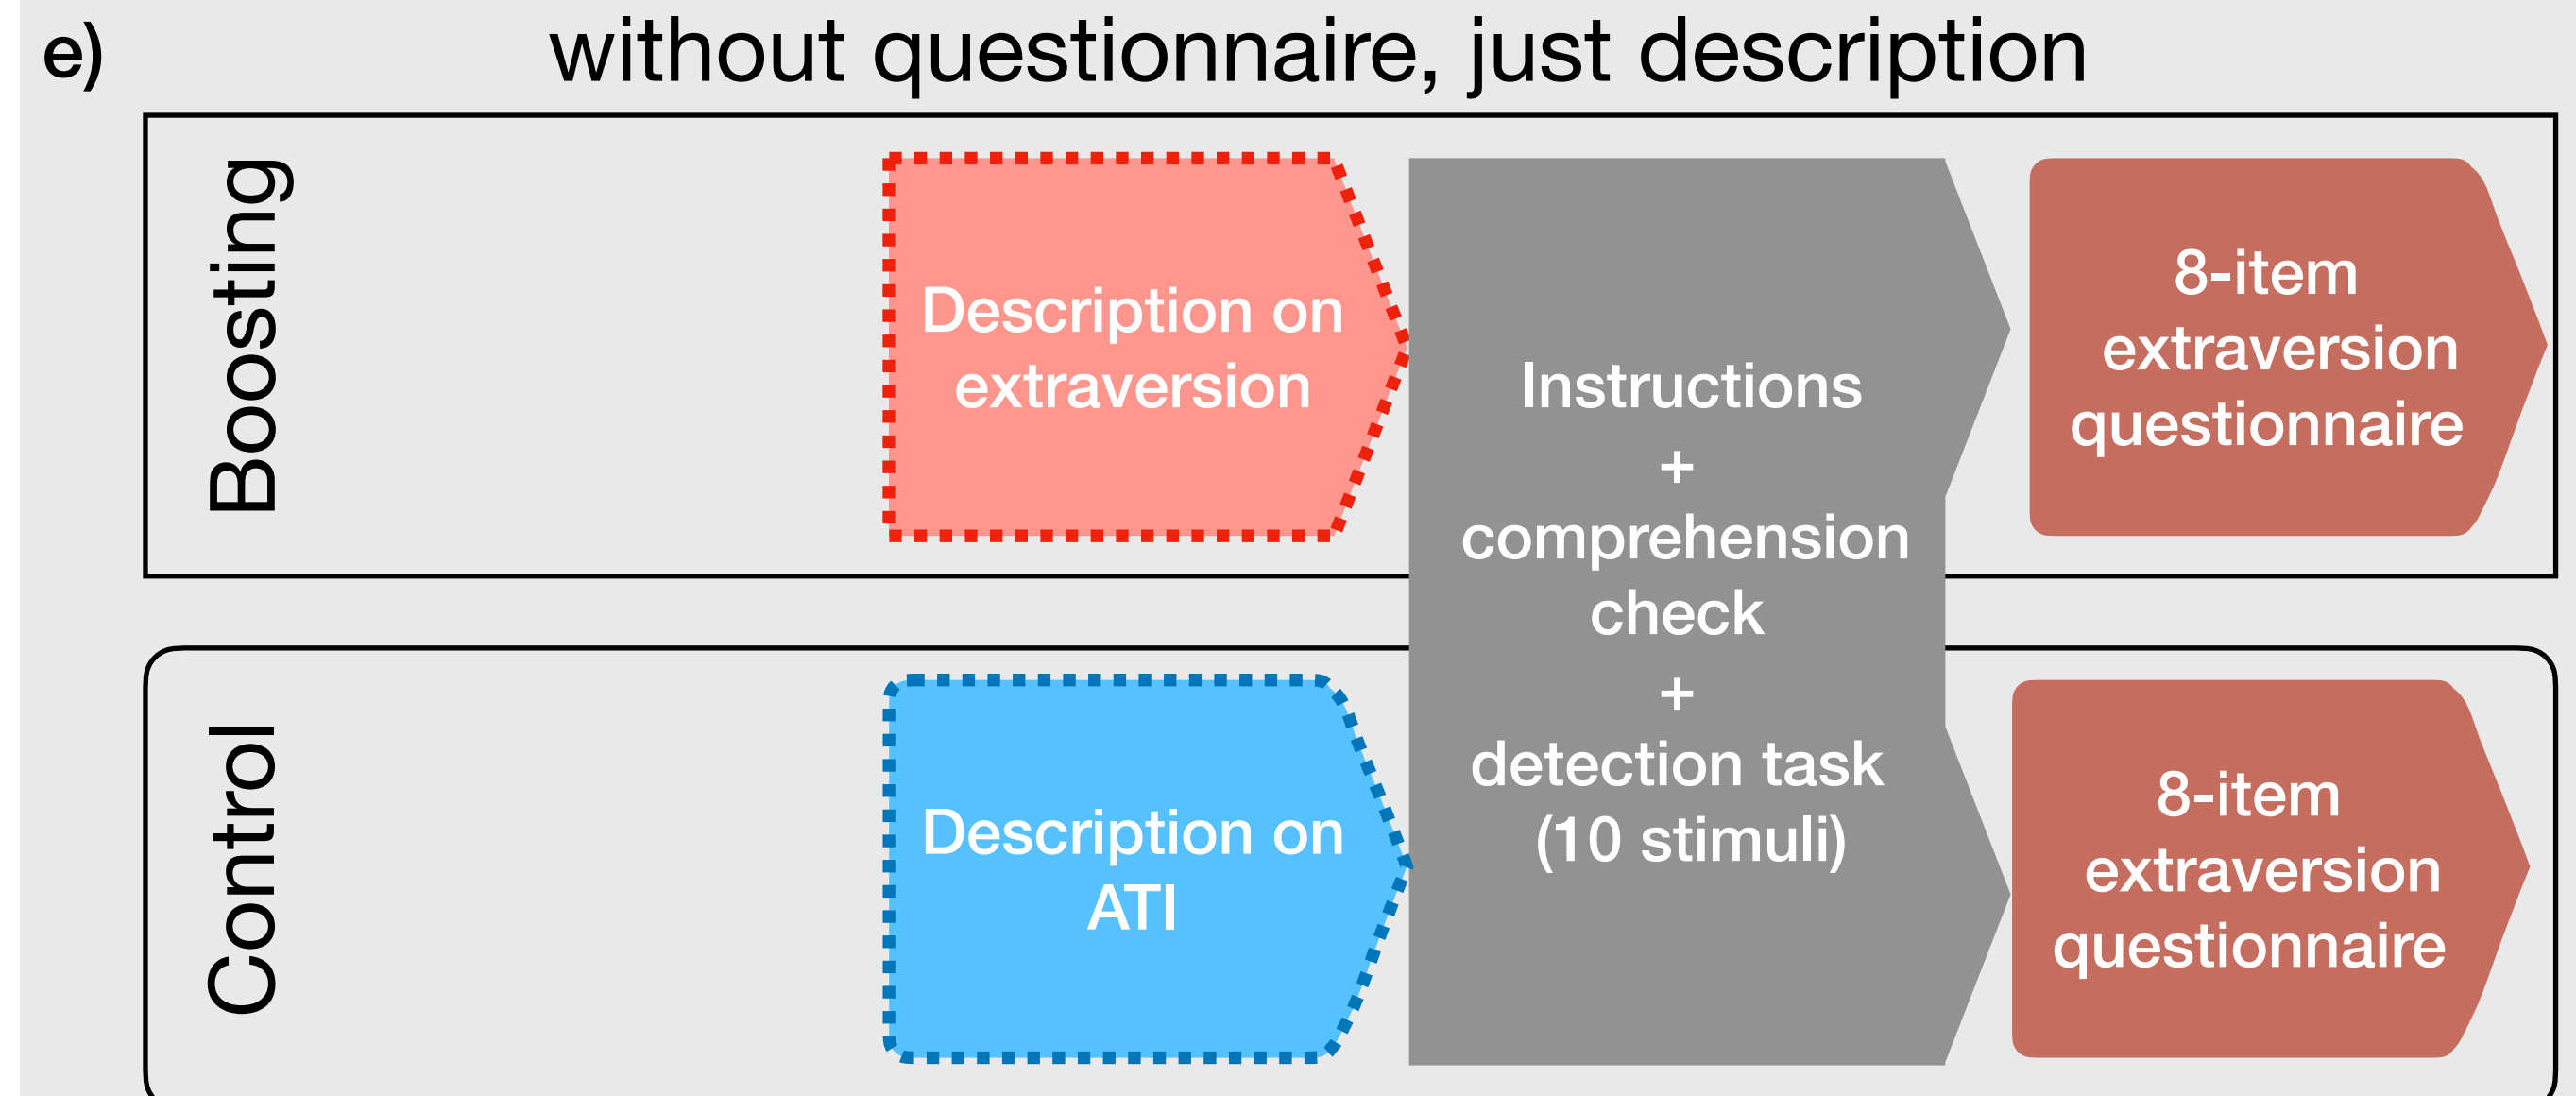 e)
without questionnaire, just description
Boosting
Description on
extraversion
Instructions
+
comprehension
check
+
detection task
(10 stimuli)
8-item
extraversion
questionnaire
Control
Description on
ATI
8-item
extraversion
questionnaire